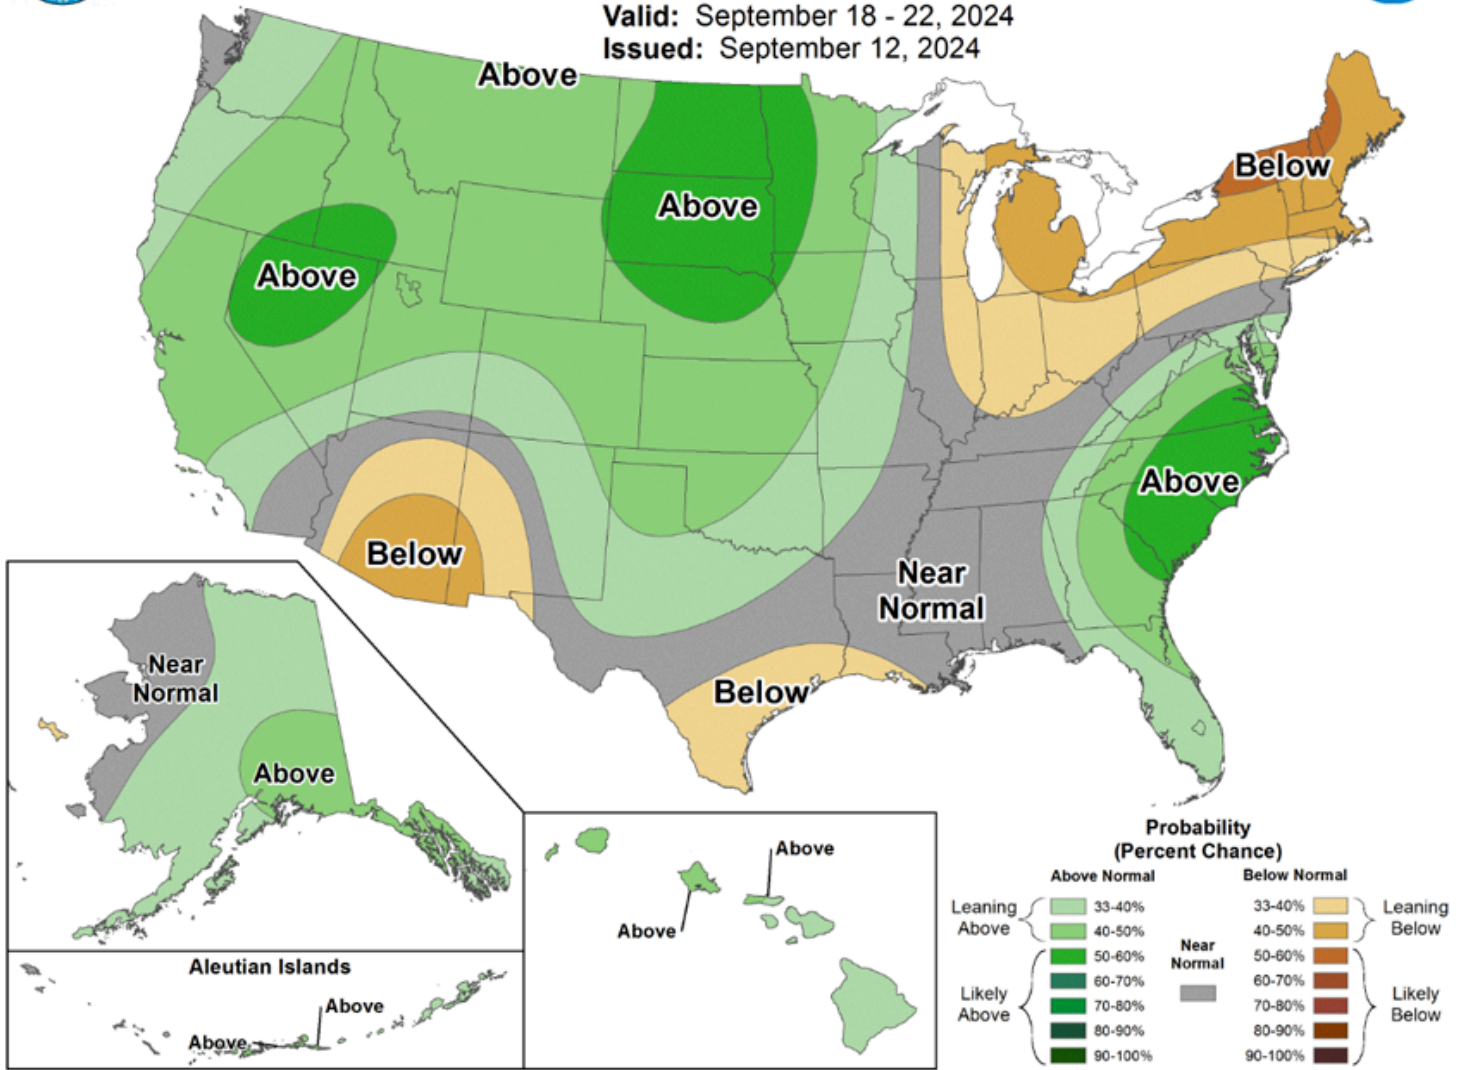 Valid: September 18 - 22, 2024
Issued: September 12, 2024
Above
Below
Above
Above
Above
Below
Near
Normal
Below
Near
Normal
Above
Above
Above
Aleutian Islands
Above
Above
Probability
(Percent Chance)
Above Normal
Below Normal
Leaning
Above
33-40%
40-50%
Likely
Above
50-60%
60-70%
70-80%
80-90%
90-100%
Near
Normal
33-40%
40-50%
Leaning
Below
50-60%
60-70%
70-80%
80-90%
90-100%
Likely
Below